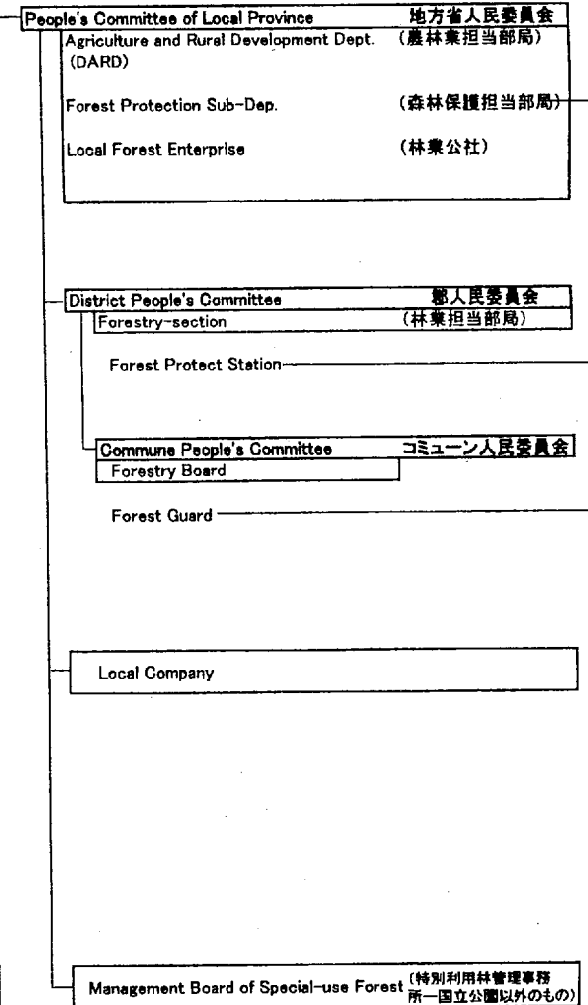 People's Committee of Local Province 地方省人民委員会
Agriculture and Rural Development Dept. (農林業担当部局)
(DARD)
Forest Protection Sub-Dep. (森林保護担当部局)
Local Forest Enterprise (林業公社)
District People's Committee 郡人民委員会
Forestry-section (林業担当部局)
Forest Protect Station
Commune People's Committee コミューン人民委員会
Forestry Board
Forest Guard
Local Company
Management Board of Special-use Forest (特別利用林管理事務
所ー国立公園以外のもの)